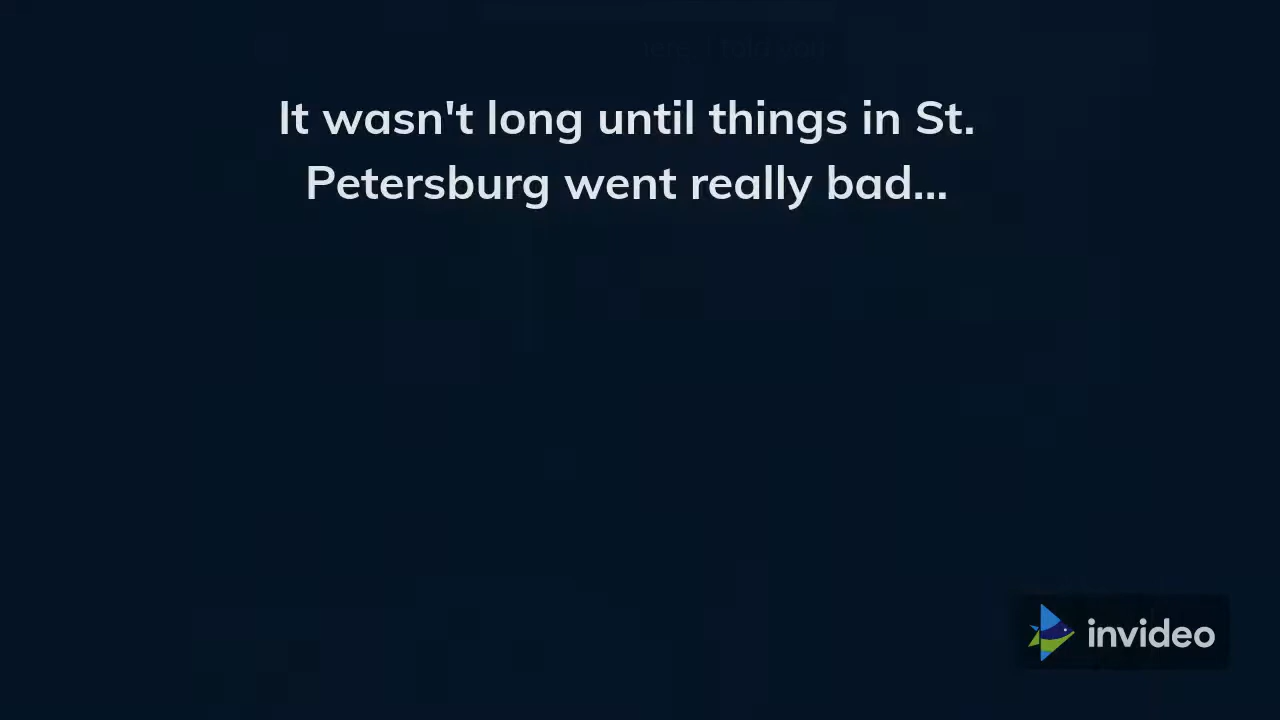 It wasn't long until things in St.
Petersburg went really bad...
invideo